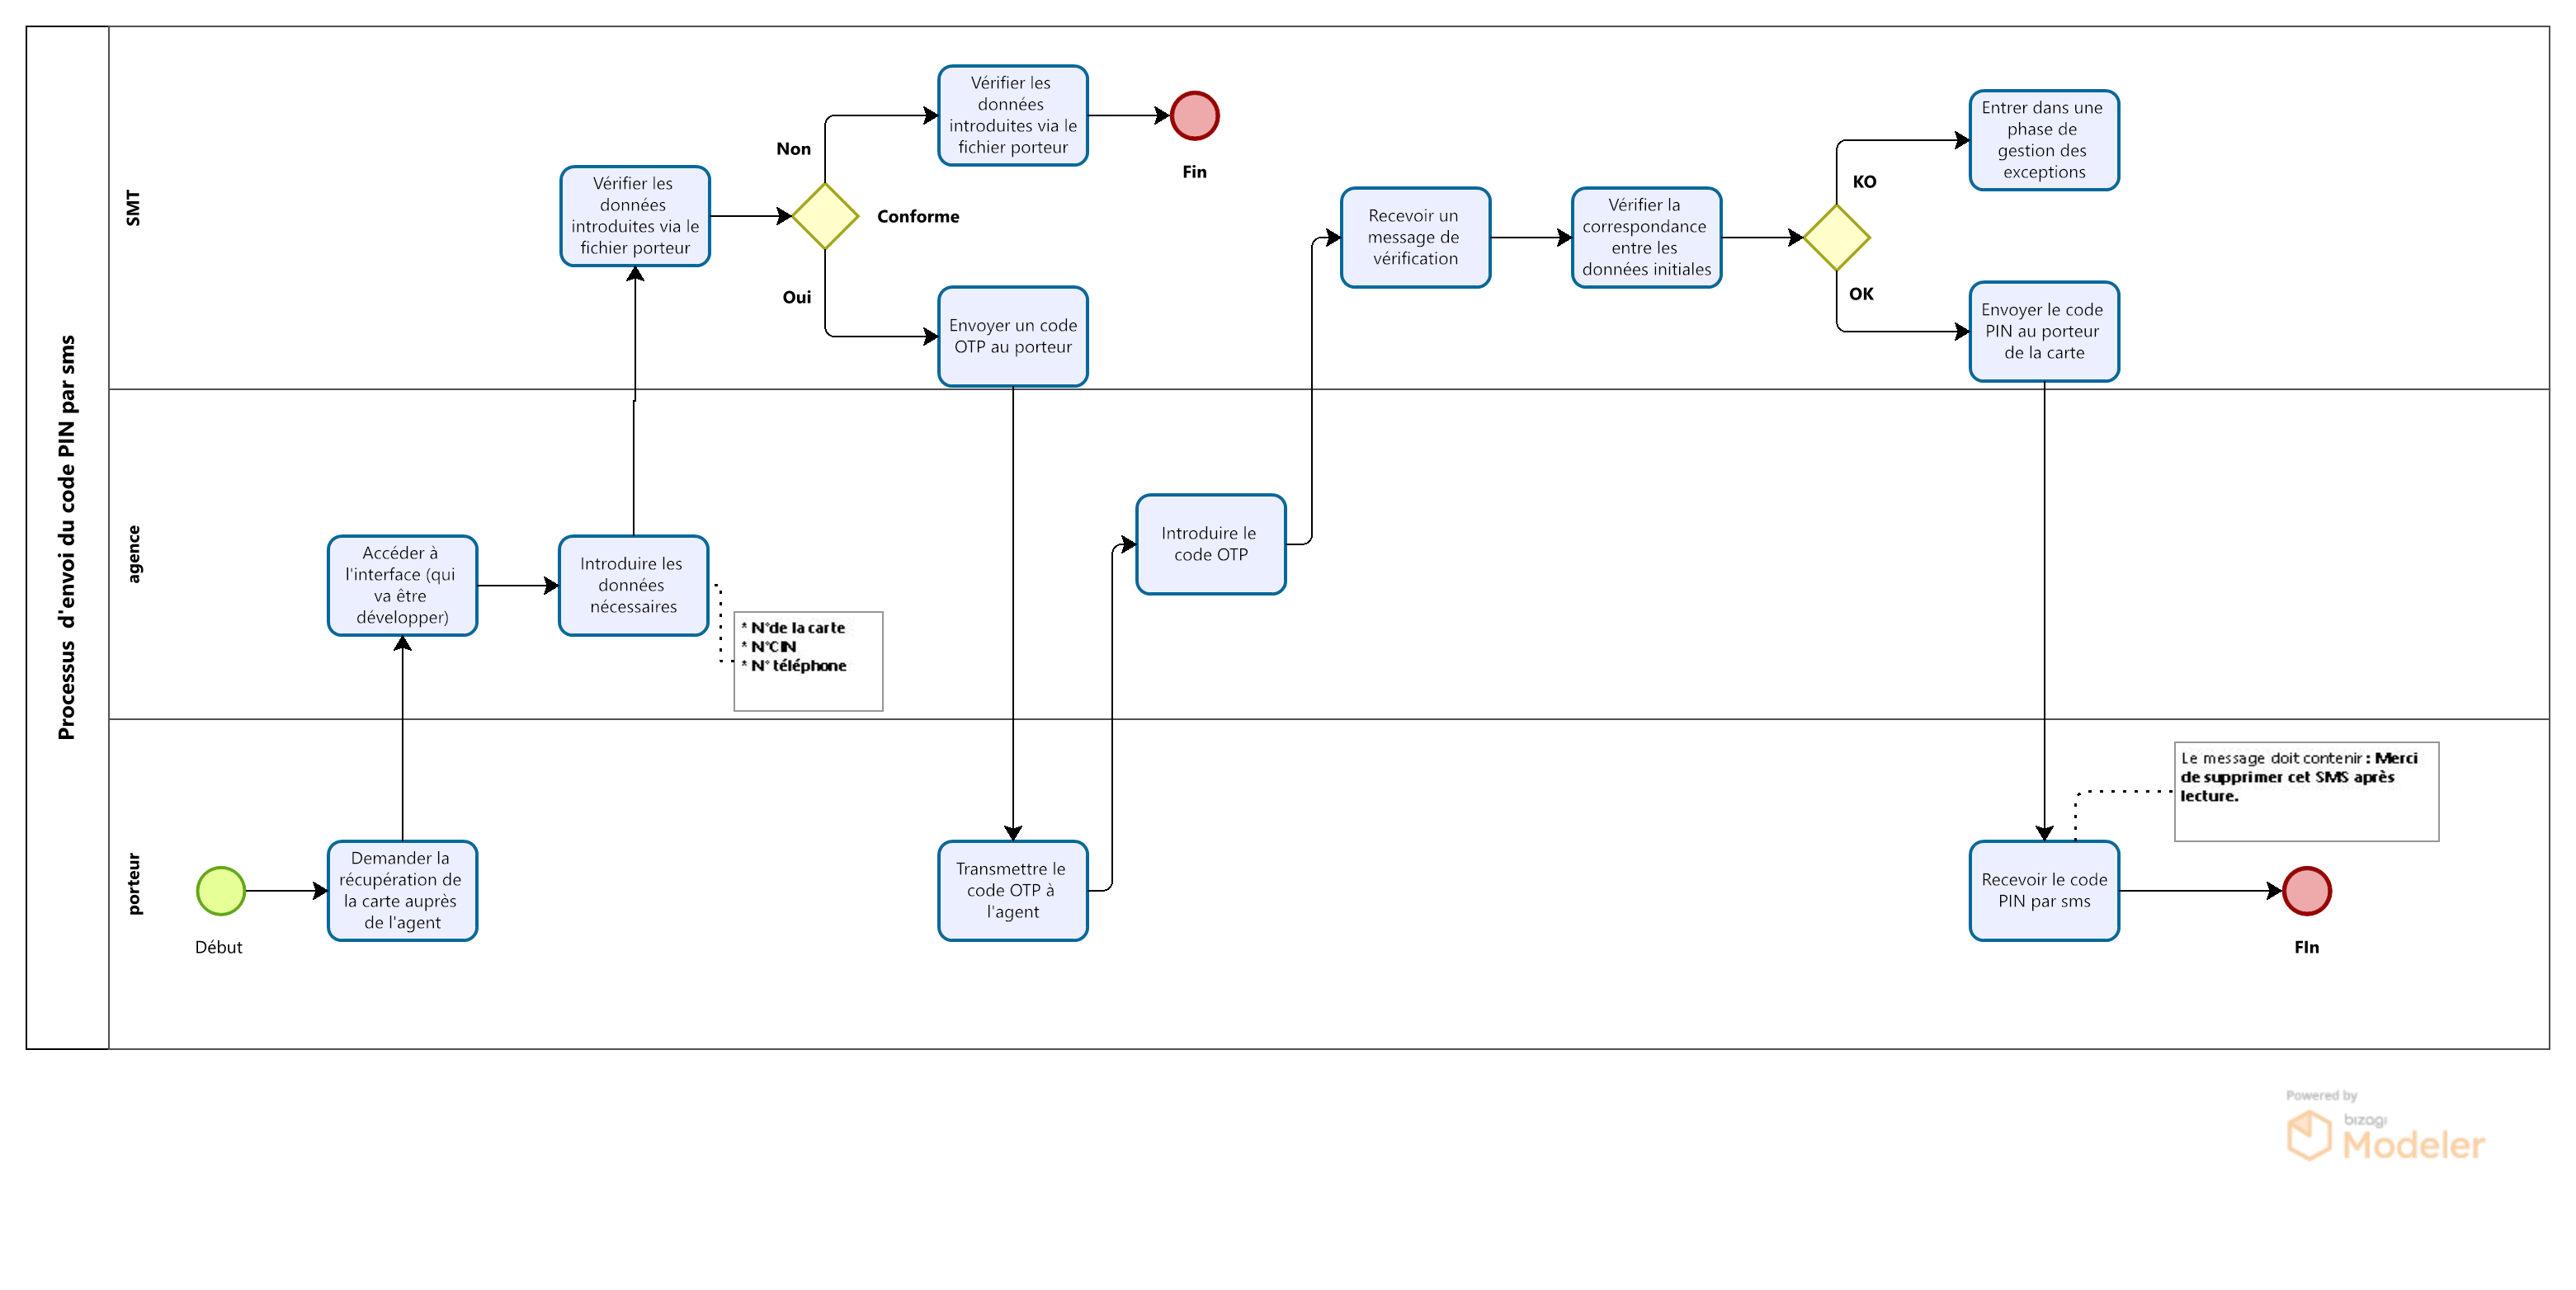 Processus d'envoi du code PIN par sms
SMT
Vérifier les
données
introduites via le
fichier porteur
Non
Conforme
Oui
Vérifier les
données
introduites via le
fichier porteur
Fin
Envoyer un code
OTP au porteur
Recevoir un
message de
vérification
Vérifier la
correspondance
entre les
données initiales
KO
OK
Entrer dans une
phase de
gestion des
exceptions
Envoyer le code
PIN au porteur
de la carte
agence
Accéder à
l'interface (qui
va être
développer)
Introduire les
données
nécessaires
* N°de la carte
* N°CIN
* N° téléphone
Introduire le
code OTP
porteur
Début
Demander la
récupération de
la carte auprès
de l'agent
Transmettre le
code OTP à
l'agent
Recevoir le code
PIN par sms
Le message doit contenir : Merci
de supprimer cet SMS après
lecture.
FIn
Powered by
bizagi
Modeler